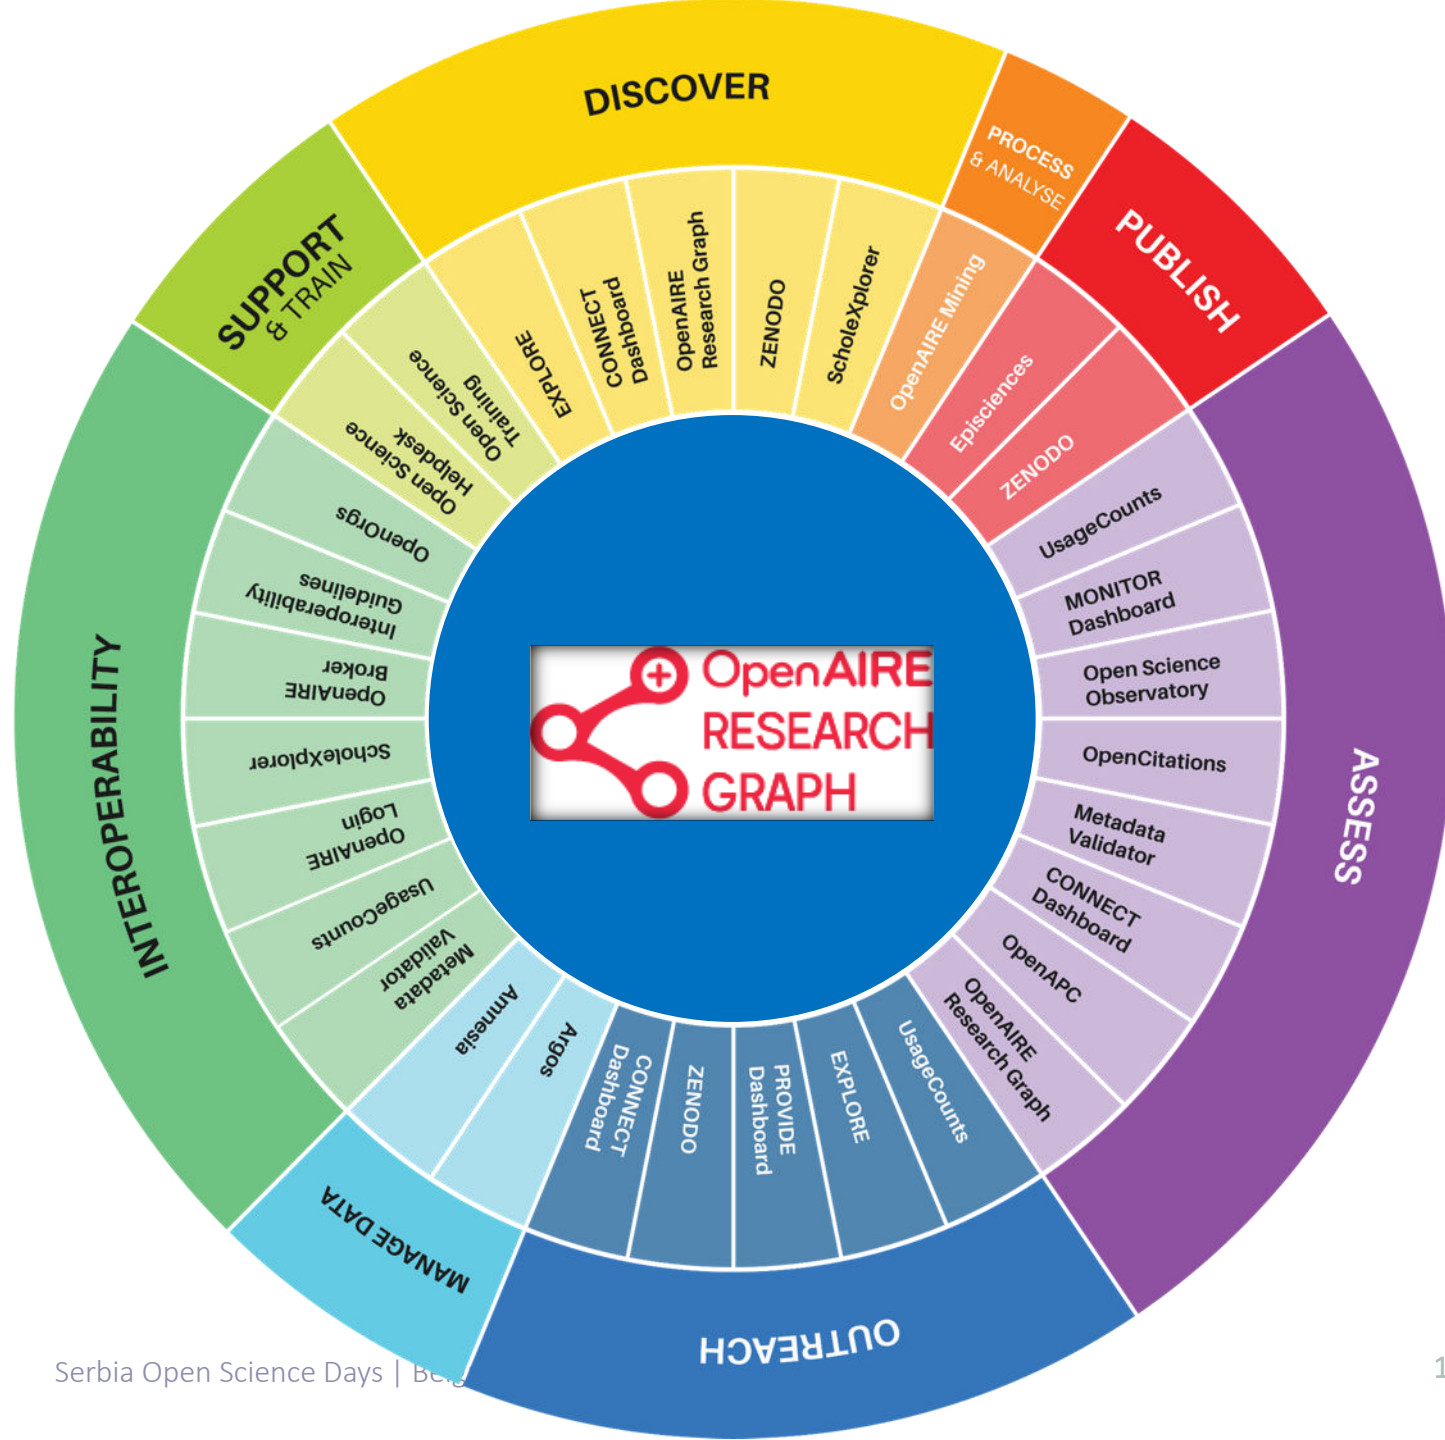 DISCOVER
EXPLORE
CONNECT
Dashboard
OpenAIRE
Research Graph
ZENODO
ScholeXplorer
PROCESS
& ANALYSE
OpenAIRE Mining
PUBLISH
Episciences
ZENODO
ASSESS
UsageCounts
MONITOR
Dashboard
Open Science
Observatory
OpenCitations
Metadata
Validator
CONNECT
Dashboard
OpenAPC
OpenAIRE
Research Graph
OUTREACH
UsageCounts
EXPLORE
PROVIDE
Dashboard
ZENODO
CONNECT
Dashboard
MANAGE DATA
Argos
Amnesia
INTEROPERABILITY
Metadata
Validator
UsageCounts
OpenAIRE
Login
ScholeXplorer
OpenAIRE
Broker
Interoperability
Guidelines
OpenOrgs
SUPPORT
& TRAIN
Open Science
Helpdesk
Open Science
Training
OpenAIRE
RESEARCH
GRAPH
Serbia Open Science Days |
1